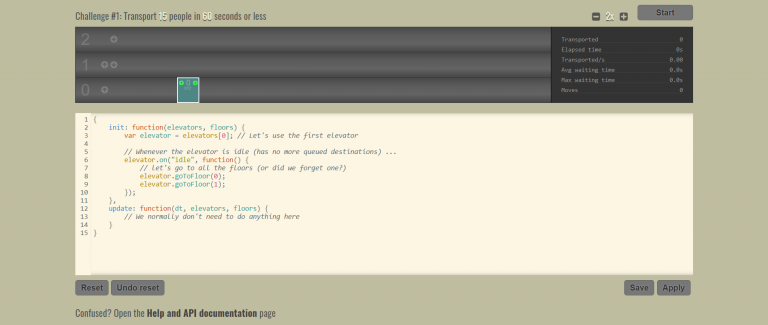 Challenge #1: Transport 15 people in 60 seconds or less
2x
Start
2
1
0
Transported 0
Elapsed time 0s
Transported/s 0.00
Avg waiting time 0.0s
Max waiting time 0.0s
Moves 0
1 {
2 init: function(elevators, floors) {
3 var elevator = elevators[0]; // Let's use the first elevator
4
5 // Whenever the elevator is idle (has no more queued destinations) ...
6 elevator.on("idle", function() {
7 // let's go to all the floors (or did we forget one?)
8 elevator.goToFloor(0);
9 elevator.goToFloor(1);
10 });
11 },
12 update: function(dt, elevators, floors) {
13 // We normally don't need to do anything here
14 }
15 }
Reset Undo reset Save Apply
Confused? Open the Help and API documentation page